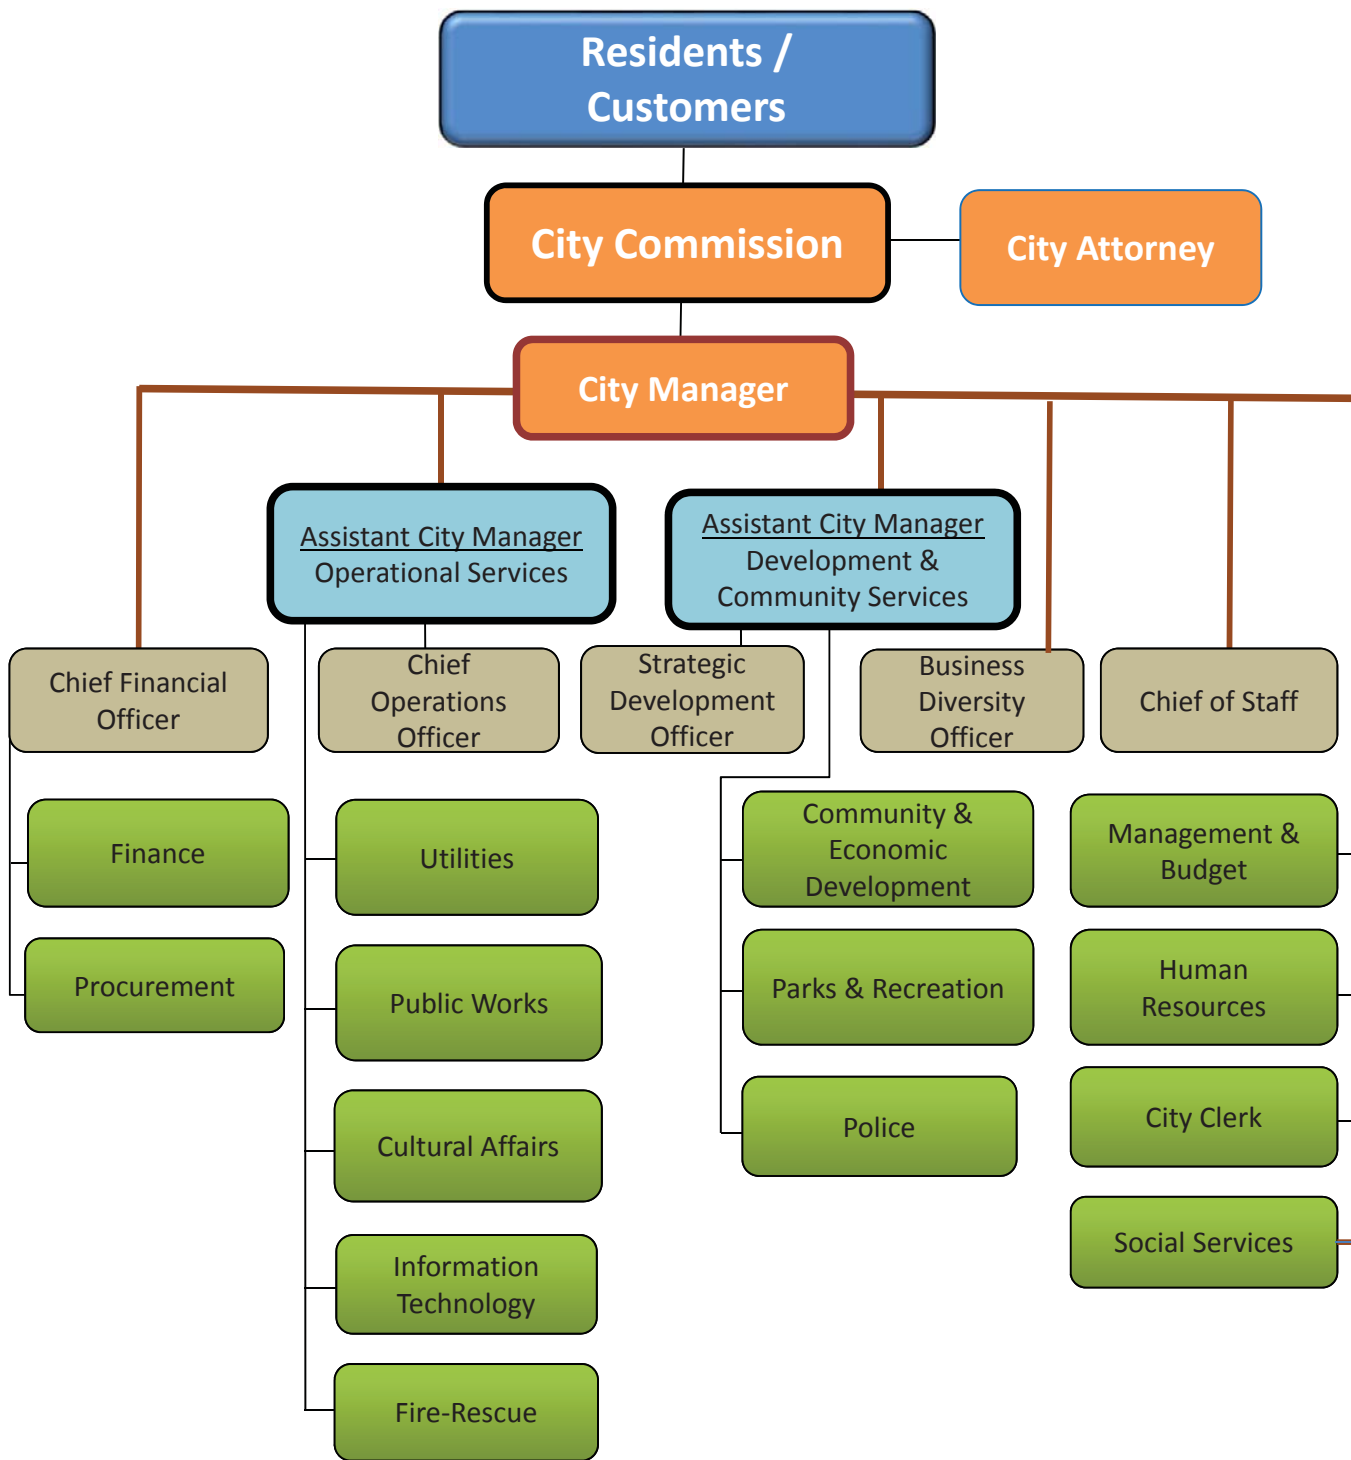 Residents /
Customers
City Commission
City Attorney
City Manager
Assistant City Manager
Operational Services
Assistant City Manager
Development &
Community Services
Chief Financial
Officer
Chief
Operations
Officer
Strategic
Development
Officer
Business
Diversity
Officer
Chief of Staff
Finance
Procurement
Utilities
Public Works
Cultural Affairs
Information
Technology
Fire-Rescue
Community &
Economic
Development
Parks & Recreation
Police
Management &
Budget
Human
Resources
City Clerk
Social Services